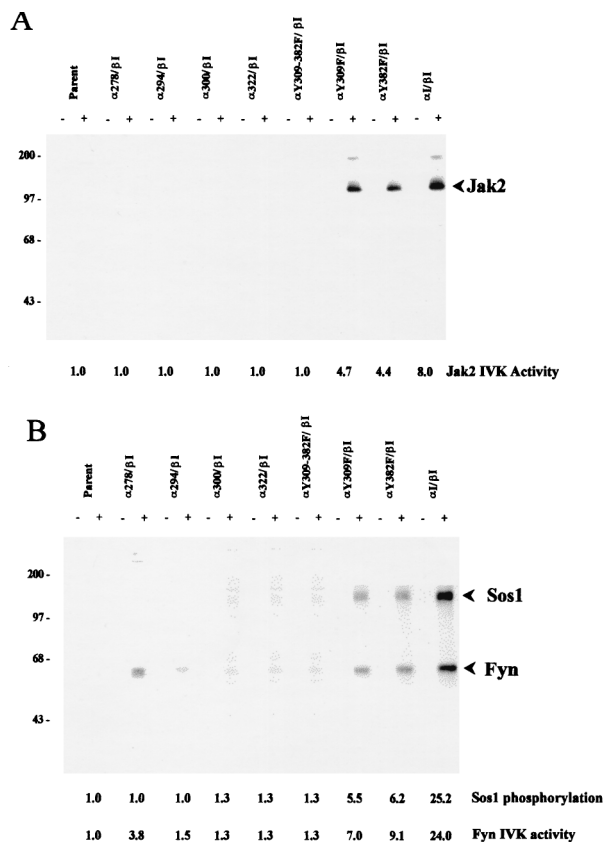 A
Parent α278/βI α294/βI α300/βI α322/βI αY309-382F/ βI αY309F/βI αY382F/βI αI/βI
- + - + - + - + - + - + - + - + - +
200 -
Jak2
97 -
68 -
43 -
1.0 1.0 1.0 1.0 1.0 1.0 4.7 4.4 8.0 Jak2 IVK Activity
B
Parent α278/βI α294/β1 α300/βI α322/βI αY309-382F/ βI αY309F/βI αY382F/βI αI/βI
- + - + - + - + - + - + - + - + - +
200 -
Sos1
97 -
68 -
Fyn
43 -
1.0 1.0 1.0 1.3 1.3 1.3 5.5 6.2 25.2 Sos1 phosphorylation
1.0 3.8 1.5 1.3 1.3 1.3 7.0 9.1 24.0 Fyn IVK activity